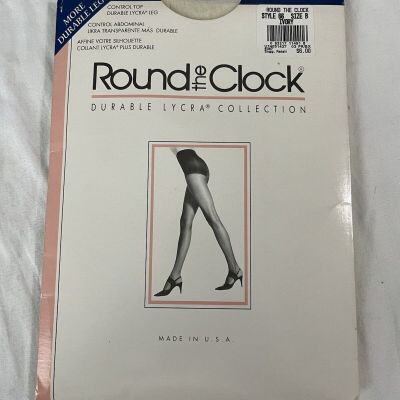 MORE
DURABLE LEG
CONTROL TOP
DURABLE LYCRA® LEG
CONTROL ABDOMINAL
LIKRA TRANSPARENTE MÁS DURABLE
AFFINE VOTRE SILHOUETTE
COLLANT LYCRA® PLUS DURABLE
ROUND THE CLOCK
STYLE 68 SIZE B
IVORY
$6.00
Round the Clock®
DURABLE LYCRA® COLLECTION
MADE IN U.S.A.